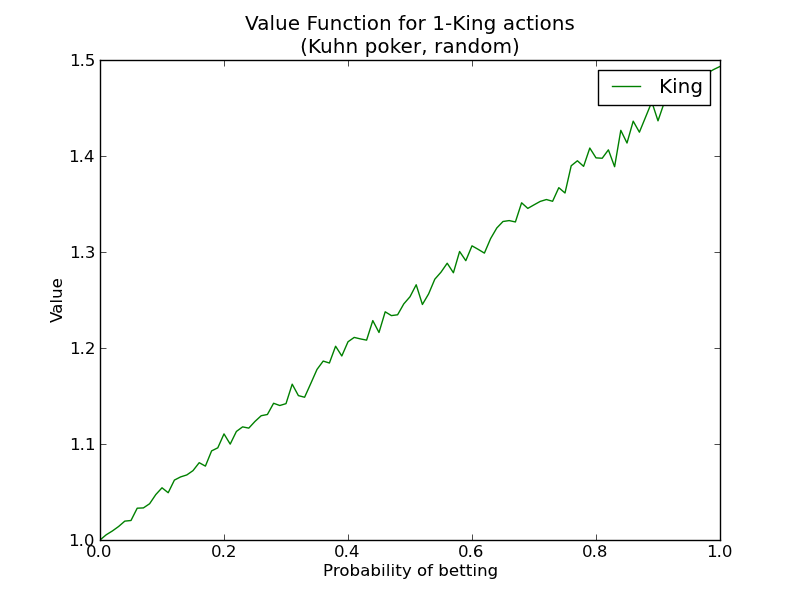 Value Function for 1-King actions
(Kuhn poker, random)
King
1.5
1.4
1.3
1.2
1.1
1.0
Value
0.0 0.2 0.4 0.6 0.8 1.0
Probability of betting